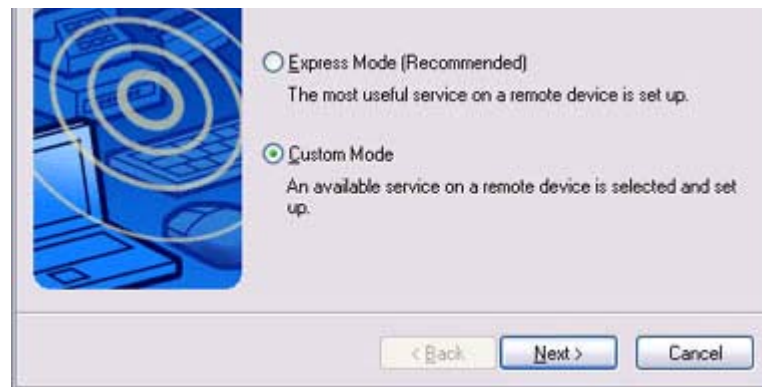 Express Mode (Recommended)
The most useful service on a remote device is set up.
Custom Mode
An available service on a remote device is selected and set
up.
< Back
Next >
Cancel